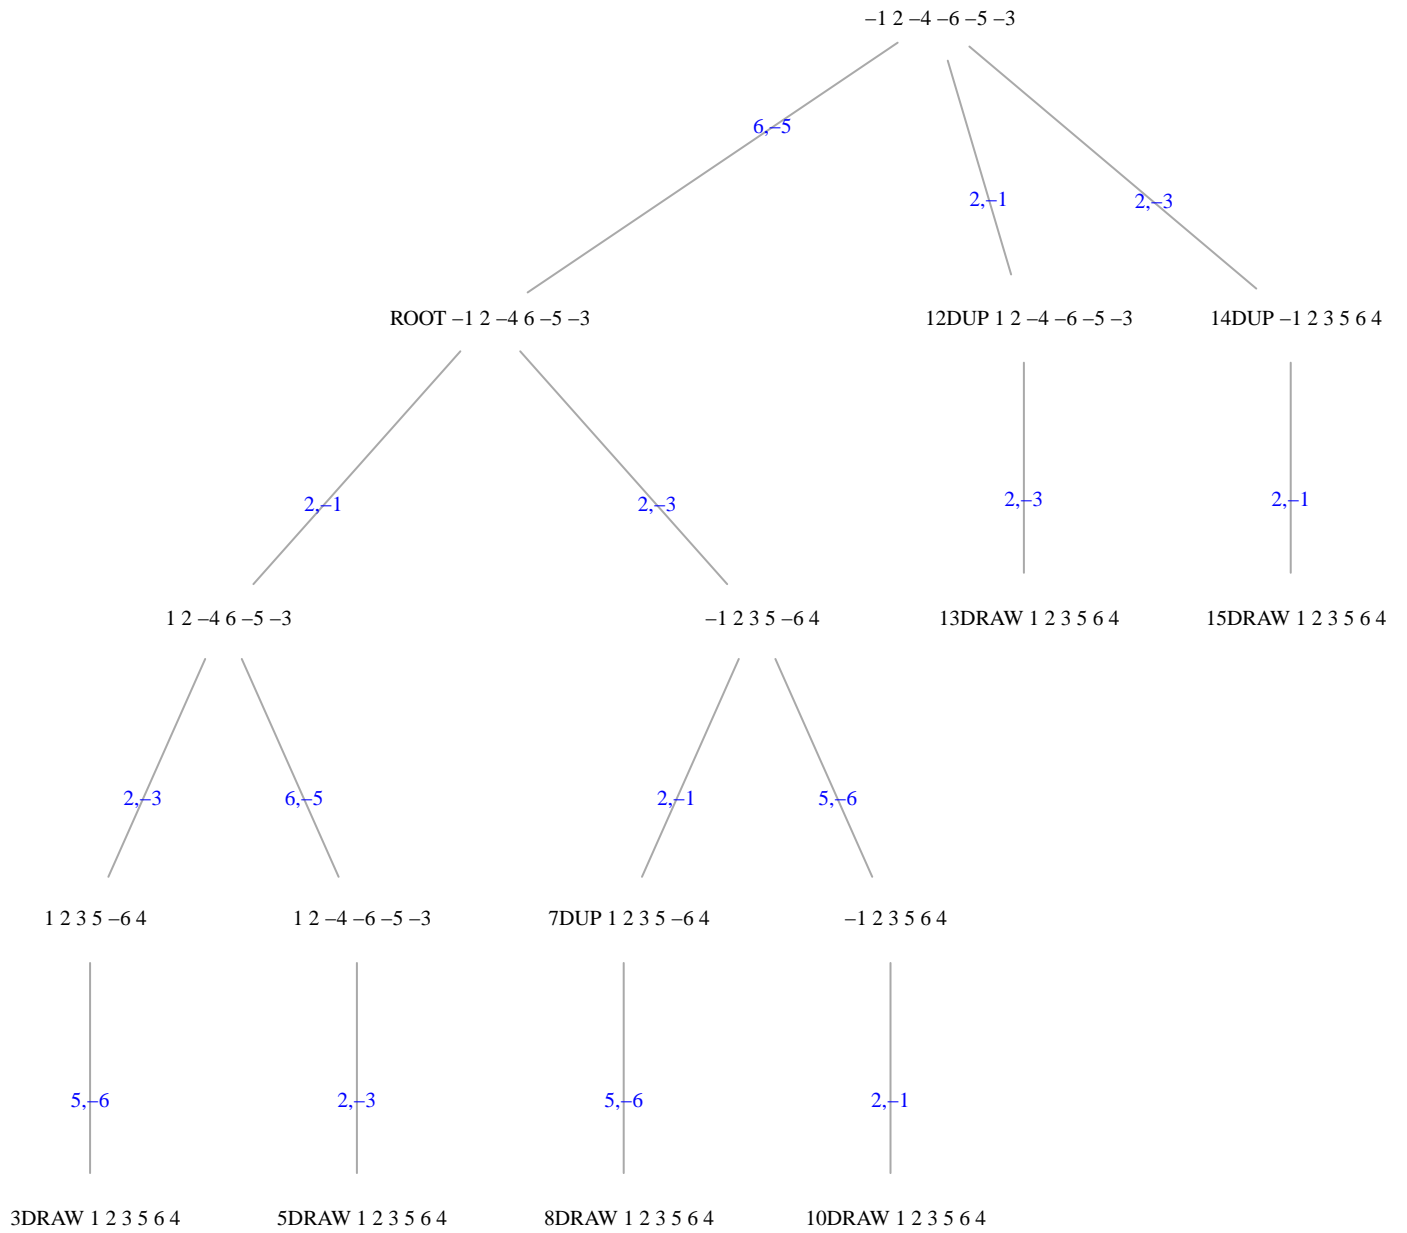 –1 2 –4 –6 –5 –3
6,–5
2,–1
2,–3
ROOT –1 2 –4 6 –5 –3
12DUP 1 2 –4 –6 –5 –3
14DUP –1 2 3 5 6 4
2,–1
2,–3
2,–3
2,–1
1 2 –4 6 –5 –3
–1 2 3 5 –6 4
13DRAW 1 2 3 5 6 4
15DRAW 1 2 3 5 6 4
2,–3
6,–5
2,–1
5,–6
1 2 3 5 –6 4
1 2 –4 –6 –5 –3
7DUP 1 2 3 5 –6 4
–1 2 3 5 6 4
5,–6
2,–3
5,–6
2,–1
3DRAW 1 2 3 5 6 4
5DRAW 1 2 3 5 6 4
8DRAW 1 2 3 5 6 4
10DRAW 1 2 3 5 6 4